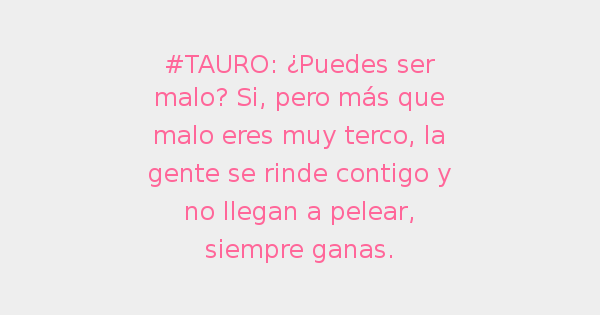 #TAURO: ¿Puedes ser
malo? Si, pero más que
malo eres muy terco, la
gente se rinde contigo y
no llegan a pelear,
siempre ganas.